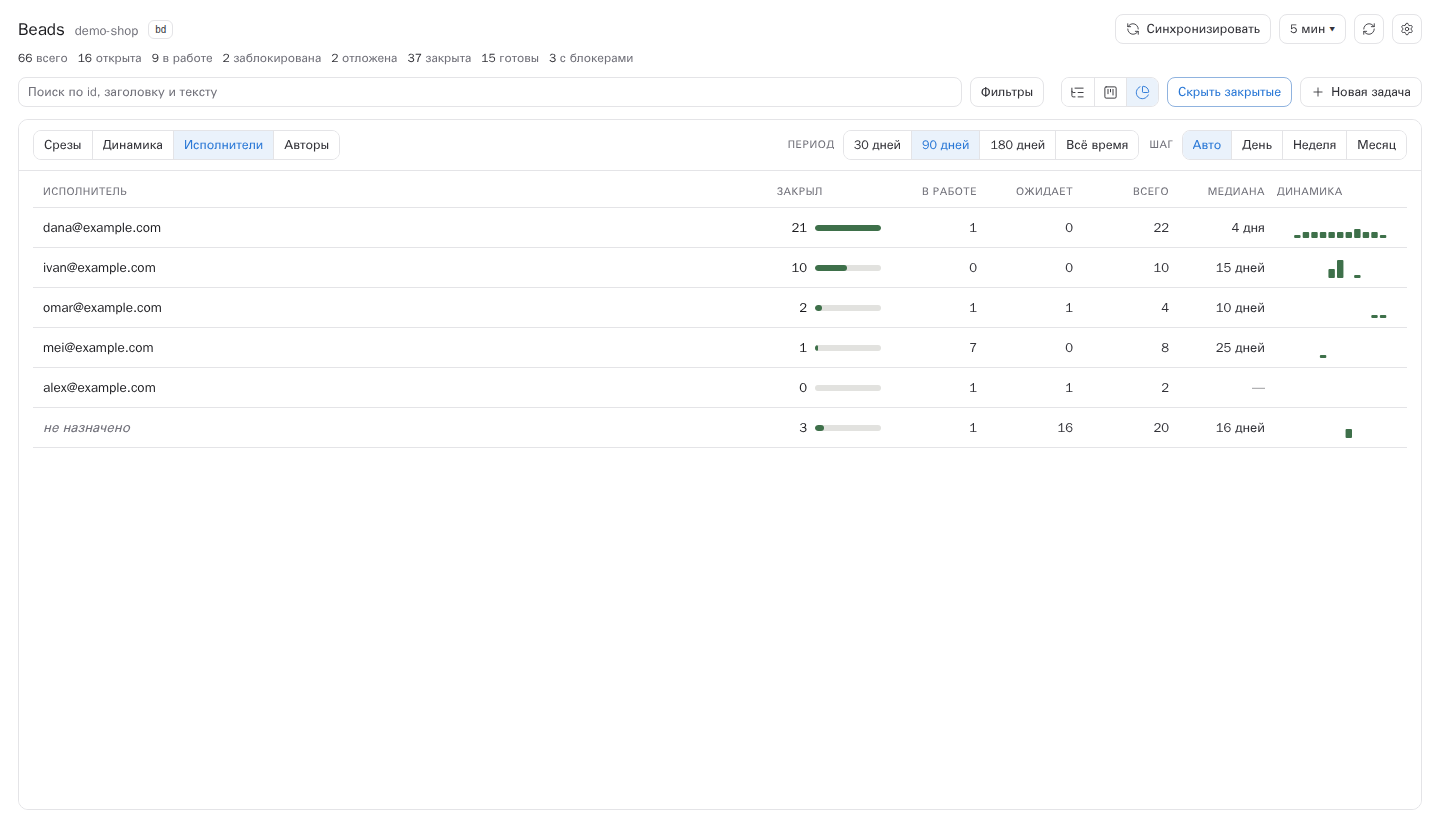 Beads demo-shop bd Синхронизировать 5 мин
66 всего 16 открыта 9 в работе 2 заблокирована 2 отложена 37 закрыта 15 готовы 3 с блокерами
Поиск по id, заголовку и тексту Фильтры Скрыть закрытые Новая задача
Срезы Динамика Исполнители Авторы ПЕРИОД 30 дней 90 дней 180 дней Всё время ШАГ Авто День Неделя Месяц
ИСПОЛНИТЕЛЬ ЗАКРЫЛ В РАБОТЕ ОЖИДАЕТ ВСЕГО МЕДИАНА ДИНАМИКА
dana@example.com 21 1 0 22 4 дня
ivan@example.com 10 0 0 10 15 дней
omar@example.com 2 1 1 4 10 дней
mei@example.com 1 7 0 8 25 дней
alex@example.com 0 1 1 2 —
не назначено 3 1 16 20 16 дней